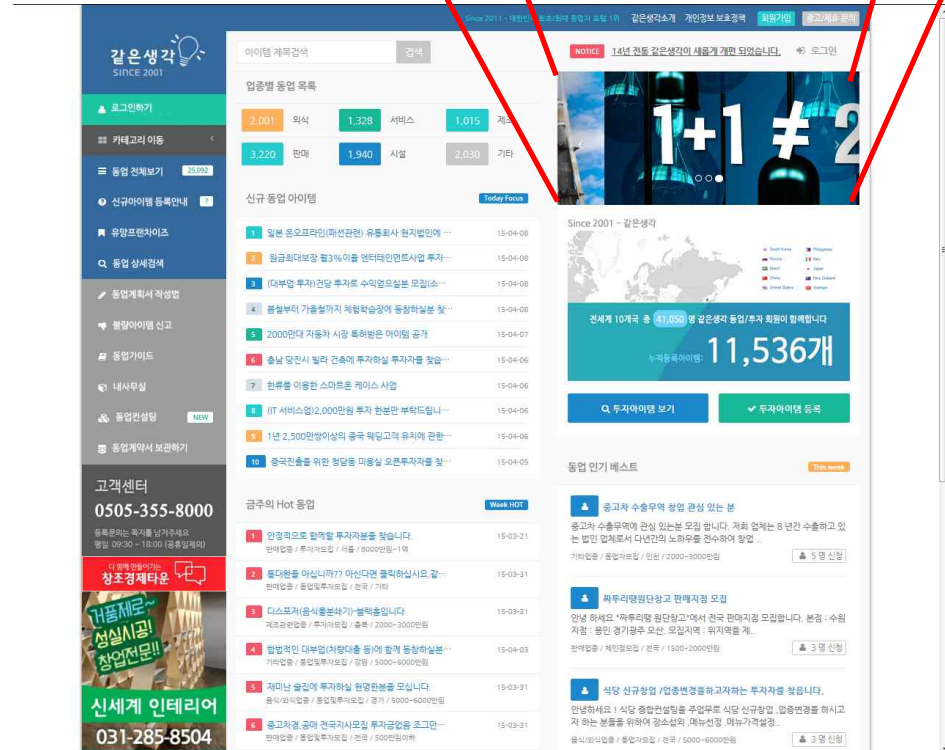 Since 2011 - 대한민국 최초/최대 동업자 포털 1위 같은생각소개 개인정보 보호정책 회원가입 광고/제휴 문의
같은생각
SINCE 2001
로그인하기
카테고리 이동
동업 전체보기 25,092
신규아이템 등록안내 ?
유망프랜차이즈
동업 상세검색
동업계획서 작성법
불량아이템 신고
동업가이드
내사무실
동업컨설팅 NEW
동업계약서 보관하기
고객센터
0505-355-8000
등록문의는 쪽지를 남겨주세요
평일 09:30 ~ 18:00 (공휴일제외)
다 함께 만들어가는
창조경제타운
거품제로~
성실시공!
창업전문!!
신세계 인테리어
031-285-8504
아이템 제목검색 검색
업종별 동업 목록
2,001 외식 1,328 서비스 1,015 제조
3,220 판매 1,940 시설 2,030 기타
신규 동업 아이템 Today Focus
1 일본 온오프라인(패션관련) 유통회사 현지법인에 ··· 15-04-08
2 원금최대보장 월3%이율 엔터테인먼트사업 투자··· 15-04-08
3 (대부업 투자)전당 투자로 수익얻으실분 모집(소··· 15-04-08
4 봄철부터 가을철까지 체험학습장에 동참하실분 찾··· 15-04-08
5 2000만대 자동차 시장 특허받은 아이템 공개 15-04-07
6 충남 당진시 빌라 건축에 투자하실 투자자를 찾습··· 15-04-06
7 한류를 이용한 스마트폰 케이스 사업 15-04-06
8 (IT 서비스업)2,000만원 투자 한분만 부탁드립니··· 15-04-06
9 1년 2,500만쌍이상의 중국 웨딩고객 유치에 관한··· 15-04-06
10 중국진출을 위한 청담동 미용실 오픈투자자를 찾··· 15-04-05
금주의 Hot 동업 Week HOT
1 안정적으로 함께할 투자자분을 찾습니다. 15-03-21
판매업종 / 투자자모집 / 서울 / 8000만원~1억
2 통대환을 아십니까?? 아신다면 클릭하십시요.같··· 15-03-31
판매업종 / 동업및투자모집 / 전국 / 기타
3 디스포저(음식물분쇄기)-블랙홀입니다 15-03-31
제조관련업종 / 투자자모집 / 충북 / 2000~3000만원
4 합법적인 대부업(차량대출 등)에 함께 동참하실분··· 15-04-03
기타업종 / 동업및투자모집 / 강원 / 5000~6000만원
5 재미난 술집에 투자하실 현명한분을 모십니다. 15-03-31
음식/외식업종 / 동업및투자모집 / 경기 / 5000~6000만원
6 중고차경,공매 전국지사모집 투자금없음 조그만··· 15-03-31
판매업종 / 동업및투자모집 / 전국 / 500만원이하
NOTICE 14년 전통 같은생각이 새롭게 개편 되었습니다. 로그인
1+1 ≠ 2
Since 2001 - 같은생각
South Korea Philippines
Russia Italy
Brazil Japan
China New Zealand
United States Vietnam
전세계 10개국 총 41,050 명 같은생각 동업/투자 회원이 함께합니다
누적등록아이템: 11,536개
투자아이템 보기 투자아이템 등록
동업 인기 베스트 This week
중고차 수출무역 창업 관심 있는 분
중고차 수출무역에 관심 있는분 모집 합니다. 저희 업체는 8 년간 수출하고 있
는 법인 업체로서 다년간의 노하우를 전수하여 창업 ..
기타업종 / 동업자모집 / 인천 / 2000~3000만원 5 명 신청
짜투리땡원단창고 판매지점 모집
안녕 하세요 "짜투리땡 원단창고"에서 전국 판매지점 모집합니다. 본점 : 수원
지점 : 용인 경기광주 오산. 모집지역 : 위지역을 제..
판매업종 / 체인점모집 / 전국 / 1500~2000만원 3 명 신청
식당 신규창업 /업종변경을하고자하는 투자자를 찾읍니다.
안녕하세요 ! 식당 종합컨설팅을 주업무로 식당 신규창업 .업종변경을 하시고
자 하는 분들을 위하여 장소섭외 .메뉴선정 .메뉴가격설정..
음식/외식업종 / 동업자모집 / 전국 / 5000~6000만원 3 명 신청